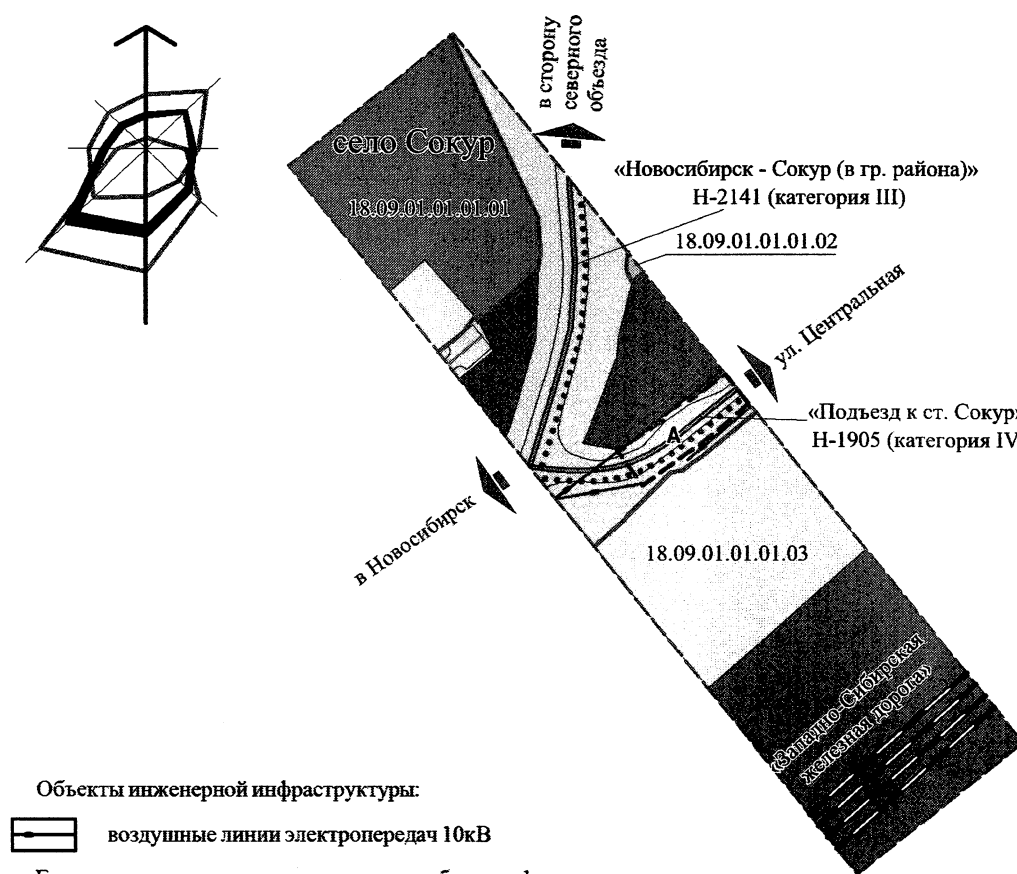 в сторону
северного
объезда
село Сокур
18.09.01.01.01.01
«Новосибирск - Сокур (в гр. района)»
Н-2141 (категория III)
18.09.01.01.01.02
ул. Центральная
«Подъезд к ст. Сокур»
Н-1905 (категория IV
А
в Новосибирск
18.09.01.01.01.03
«Западно-Сибирская
железная дорога»
Объекты инженерной инфраструктуры:
воздушные линии электропередач 10кВ